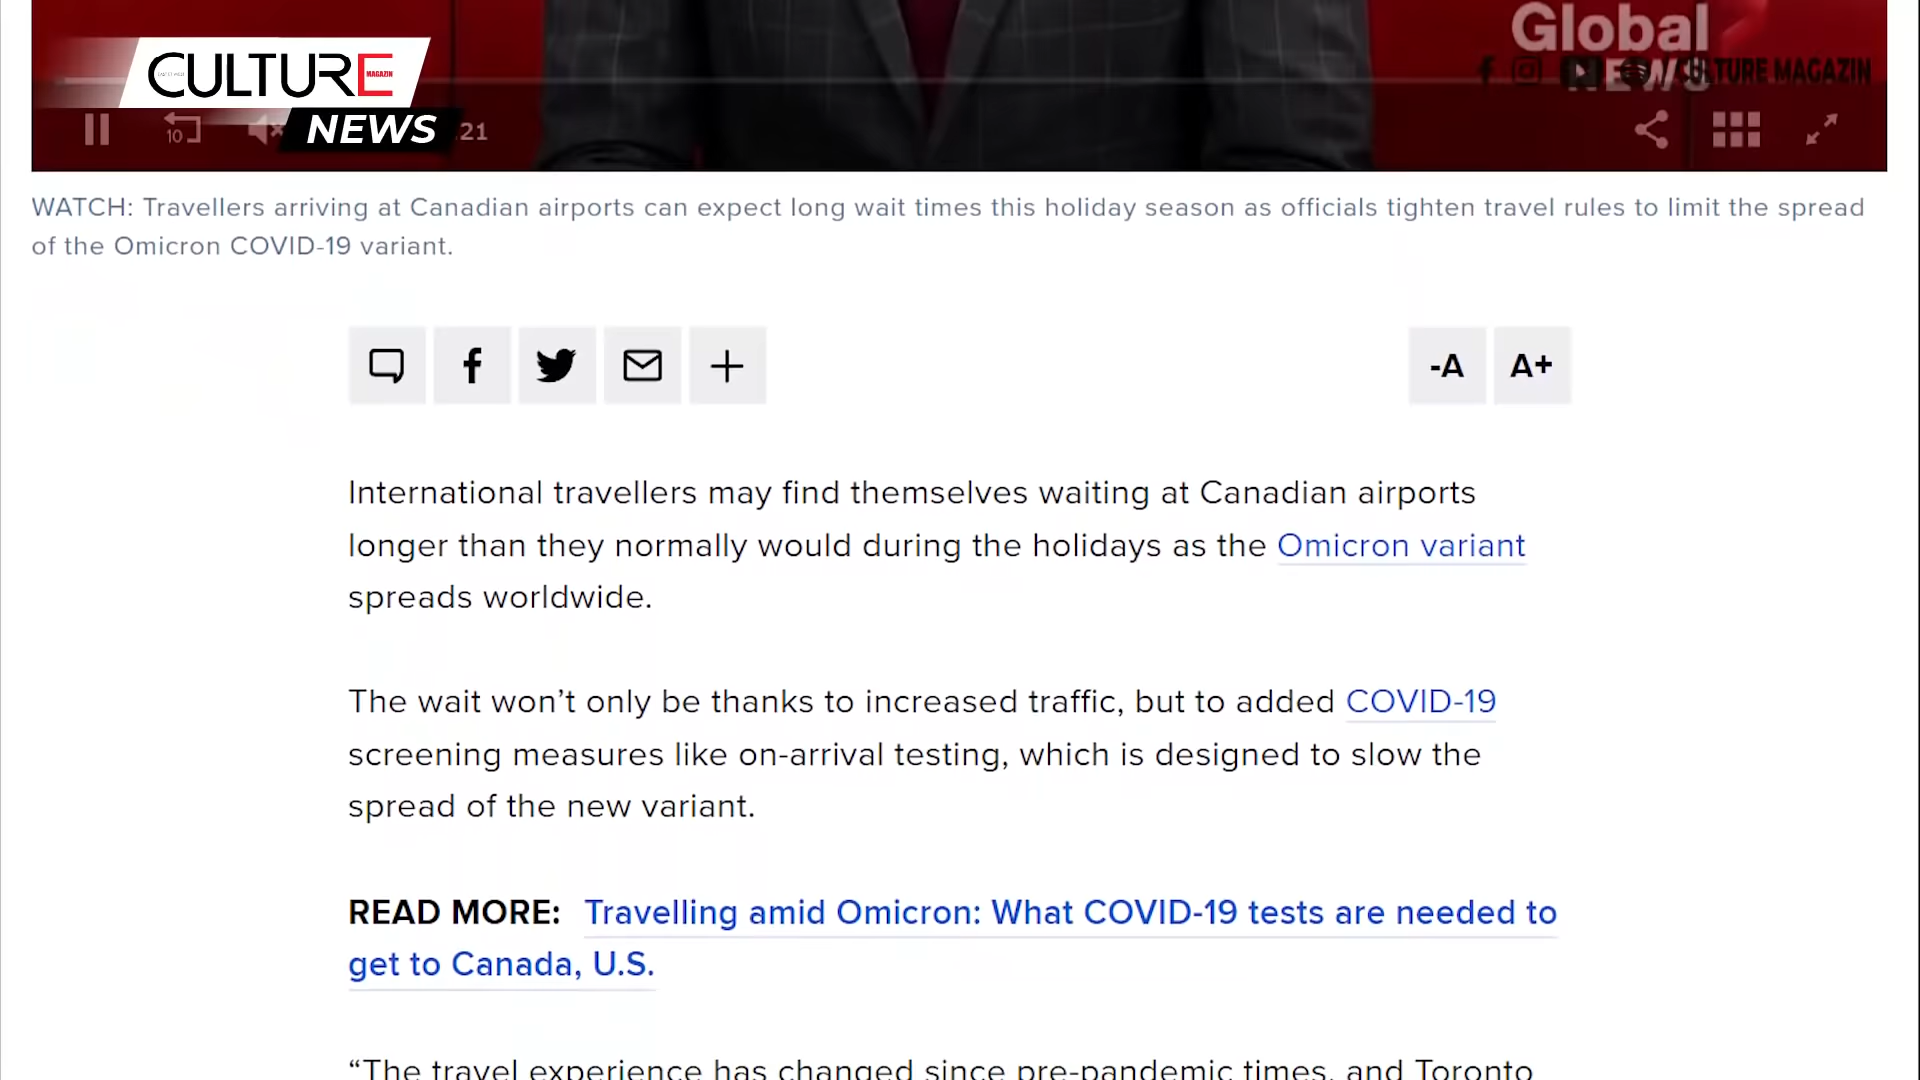 Global
NEWS
CULTURE MAGAZIN
CULTURE
MAGAZIN
NEWS
10
21
WATCH: Travellers arriving at Canadian airports can expect long wait times this holiday season as officials tighten travel rules to limit the spread
of the Omicron COVID-19 variant.
-A A+
International travellers may find themselves waiting at Canadian airports
longer than they normally would during the holidays as the Omicron variant
spreads worldwide.
The wait won’t only be thanks to increased traffic, but to added COVID-19
screening measures like on-arrival testing, which is designed to slow the
spread of the new variant.
READ MORE: Travelling amid Omicron: What COVID-19 tests are needed to
get to Canada, U.S.
“The travel experience has changed since pre-pandemic times, and Toronto